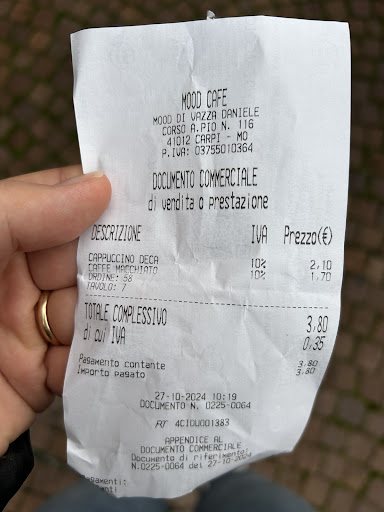 MOOD CAFE
MOOD DI VAZZA DANIELE
CORSO A.PIO N. 116
41012 CARPI - MO
P.IVA: 03755010364
DOCUMENTO COMMERCIALE
di vendita o prestazione
DESCRIZIONE IVA Prezzo(€)
CAPPUCCINO DECA 10% 2,10
CAFFE MACCHIATO 10% 1,70
ORDINE: 58
TAVOLO: 7
TOTALE COMPLESSIVO 3,80
di cui IVA 0,35
Pagamento contante 3,80
Importo pagato 3,80
27-10-2024 10:19
DOCUMENTO N. 0225-0064
RT 4CIDU001383
APPENDICE AL
DOCUMENTO COMMERCIALE
Documento di riferimento:
N.0225-0064 del 27-10-2024